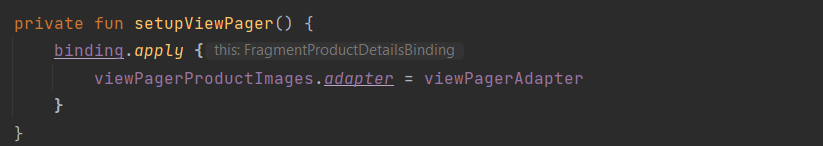 private fun setupViewPager() {
binding.apply { this: FragmentProductDetailsBinding
viewPagerProductImages.adapter = viewPagerAdapter
}
}